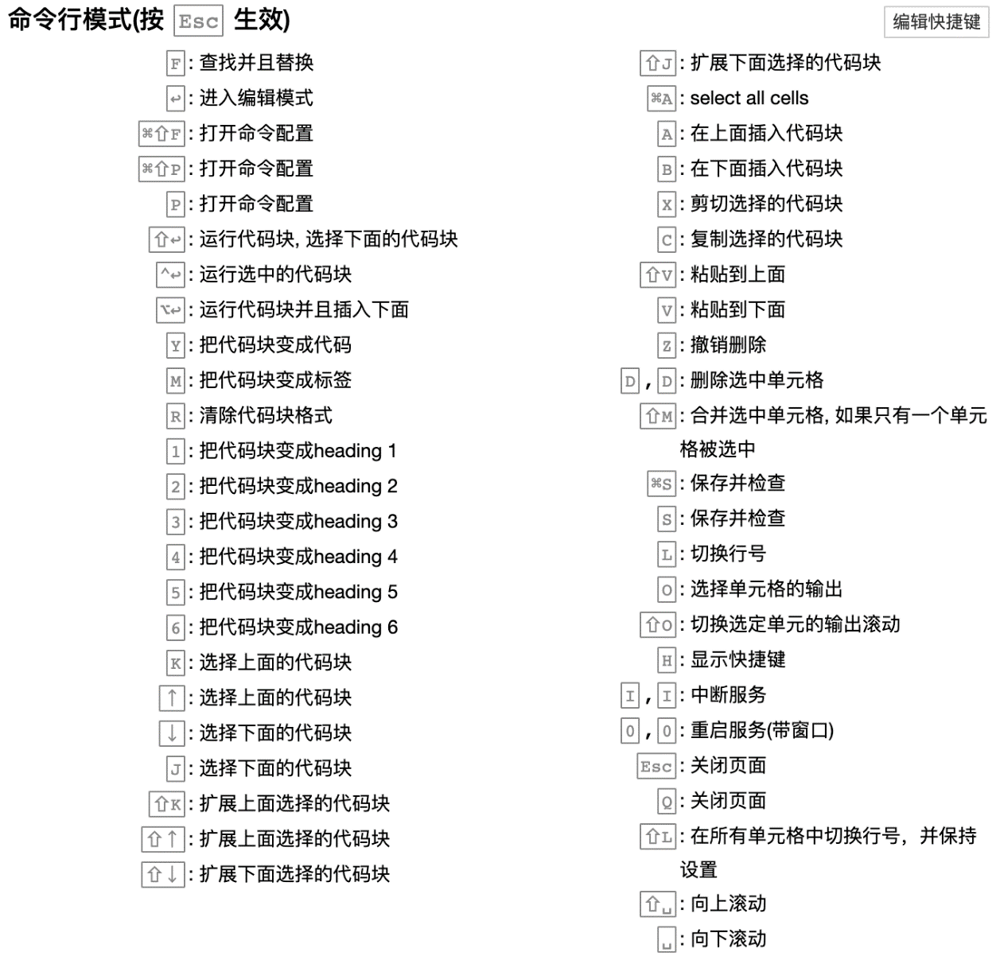 命令行模式(按 Esc 生效)
编辑快捷键
F : 查找并且替换
↩ : 进入编辑模式
⌘⇧F : 打开命令配置
⌘⇧P : 打开命令配置
P : 打开命令配置
⇧↩ : 运行代码块, 选择下面的代码块
^↩ : 运行选中的代码块
⌥↩ : 运行代码块并且插入下面
Y : 把代码块变成代码
M : 把代码块变成标签
R : 清除代码块格式
1 : 把代码块变成heading 1
2 : 把代码块变成heading 2
3 : 把代码块变成heading 3
4 : 把代码块变成heading 4
5 : 把代码块变成heading 5
6 : 把代码块变成heading 6
K : 选择上面的代码块
↑ : 选择上面的代码块
↓ : 选择下面的代码块
J : 选择下面的代码块
⇧K : 扩展上面选择的代码块
⇧↑ : 扩展上面选择的代码块
⇧↓ : 扩展下面选择的代码块
⇧J : 扩展下面选择的代码块
⌘A : select all cells
A : 在上面插入代码块
B : 在下面插入代码块
X : 剪切选择的代码块
C : 复制选择的代码块
⇧V : 粘贴到上面
V : 粘贴到下面
Z : 撤销删除
D , D : 删除选中单元格
⇧M : 合并选中单元格, 如果只有一个单元
格被选中
⌘S : 保存并检查
S : 保存并检查
L : 切换行号
O : 选择单元格的输出
⇧O : 切换选定单元的输出滚动
H : 显示快捷键
I , I : 中断服务
0 , 0 : 重启服务(带窗口)
Esc : 关闭页面
Q : 关闭页面
⇧L : 在所有单元格中切换行号，并保持
设置
⇧␣ : 向上滚动
␣ : 向下滚动